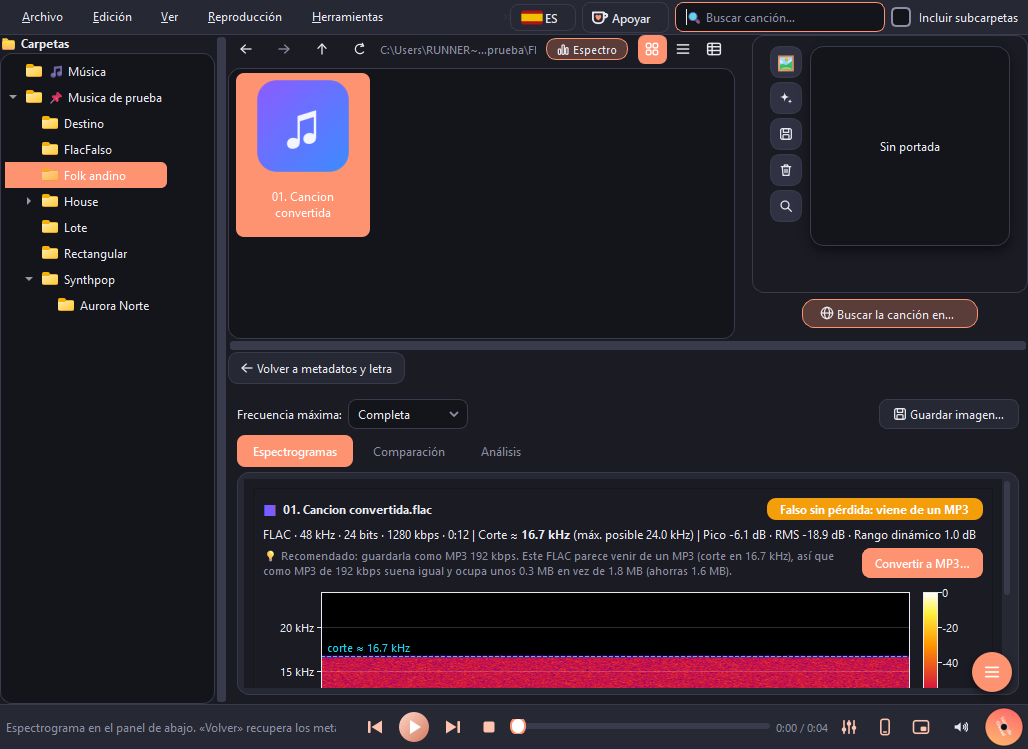 Archivo Edición Ver Reproducción Herramientas ES Apoyar Buscar canción... Incluir subcarpetas
Carpetas
Música
Musica de prueba
Destino
FlacFalso
Folk andino
House
Lote
Rectangular
Synthpop
Aurora Norte
C:\Users\RUNNER~...prueba\Fl Espectro
01. Cancion
convertida
Sin portada
Buscar la canción en...
Volver a metadatos y letra
Frecuencia máxima: Completa Guardar imagen...
Espectrogramas Comparación Análisis
01. Cancion convertida.flac Falso sin pérdida: viene de un MP3
FLAC · 48 kHz · 24 bits · 1280 kbps · 0:12 | Corte ≈ 16.7 kHz (máx. posible 24.0 kHz) | Pico -6.1 dB · RMS -18.9 dB · Rango dinámico 1.0 dB
Recomendado: guardarla como MP3 192 kbps. Este FLAC parece venir de un MP3 (corte en 16.7 kHz), así que
como MP3 de 192 kbps suena igual y ocupa unos 0.3 MB en vez de 1.8 MB (ahorras 1.6 MB).
Convertir a MP3...
0
20 kHz -20
corte ≈ 16.7 kHz
-40
15 kHz
Espectrograma en el panel de abajo. «Volver» recupera los 0:00 / 0:04